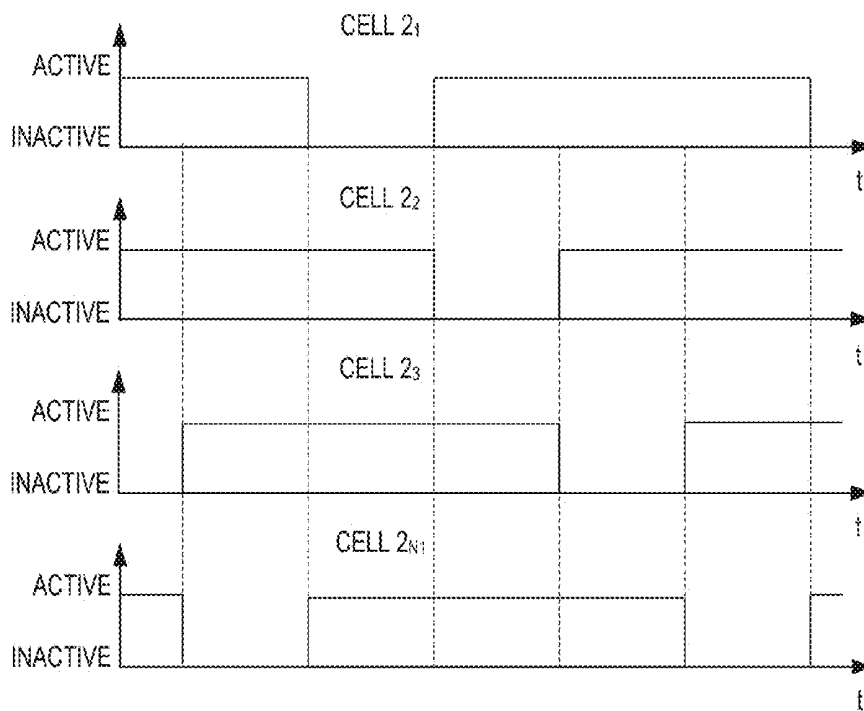 CELL 2₁
ACTIVE
INACTIVE
t
CELL 2₂
ACTIVE
INACTIVE
t
CELL 2₃
ACTIVE
INACTIVE
t
CELL 2ₙ₁
ACTIVE
INACTIVE
t